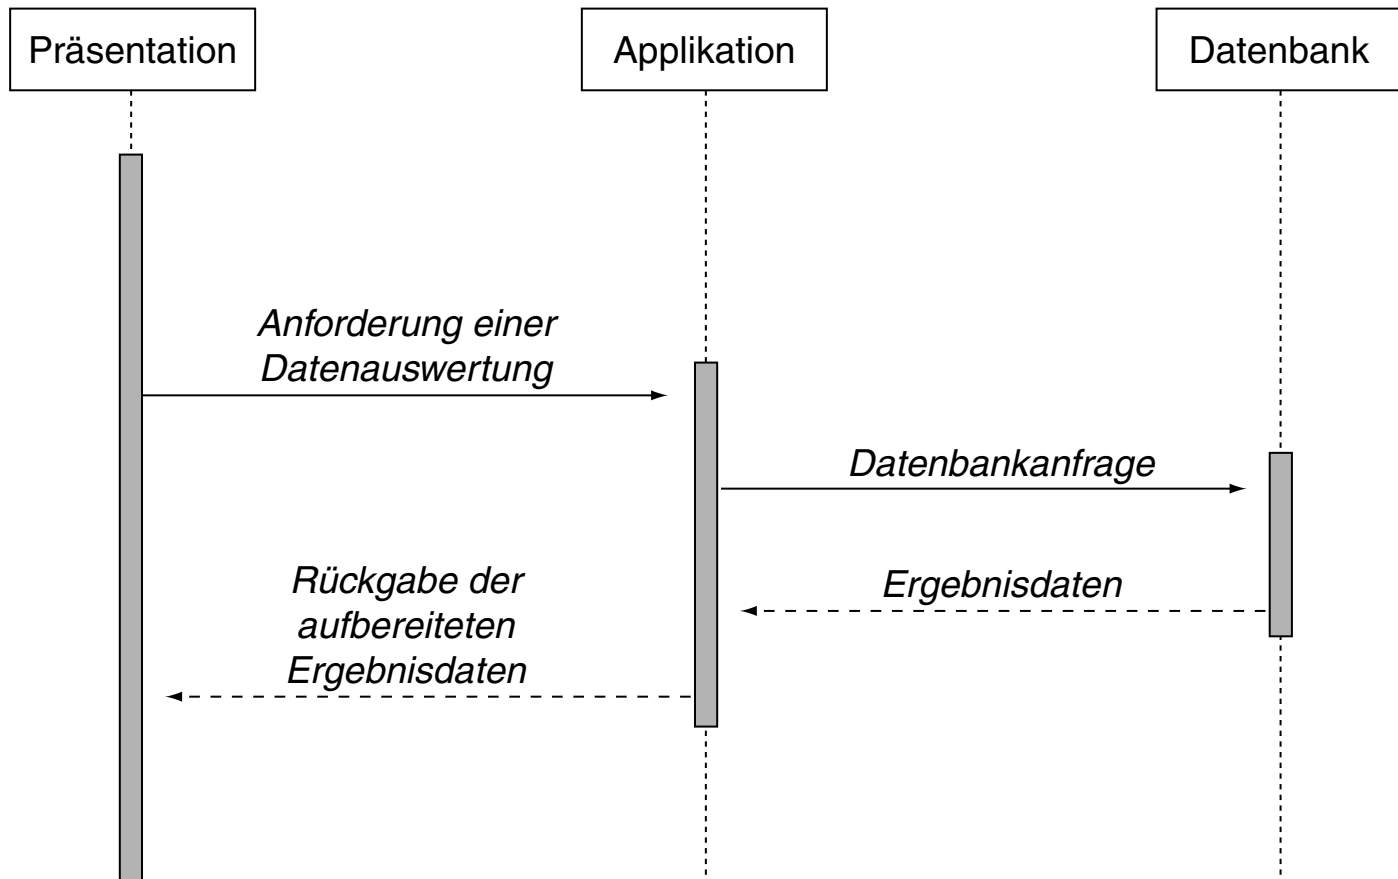 Präsentation
Applikation
Datenbank
Anforderung einer
Datenauswertung
Datenbankanfrage
Rückgabe der
aufbereiteten
Ergebnisdaten
Ergebnisdaten